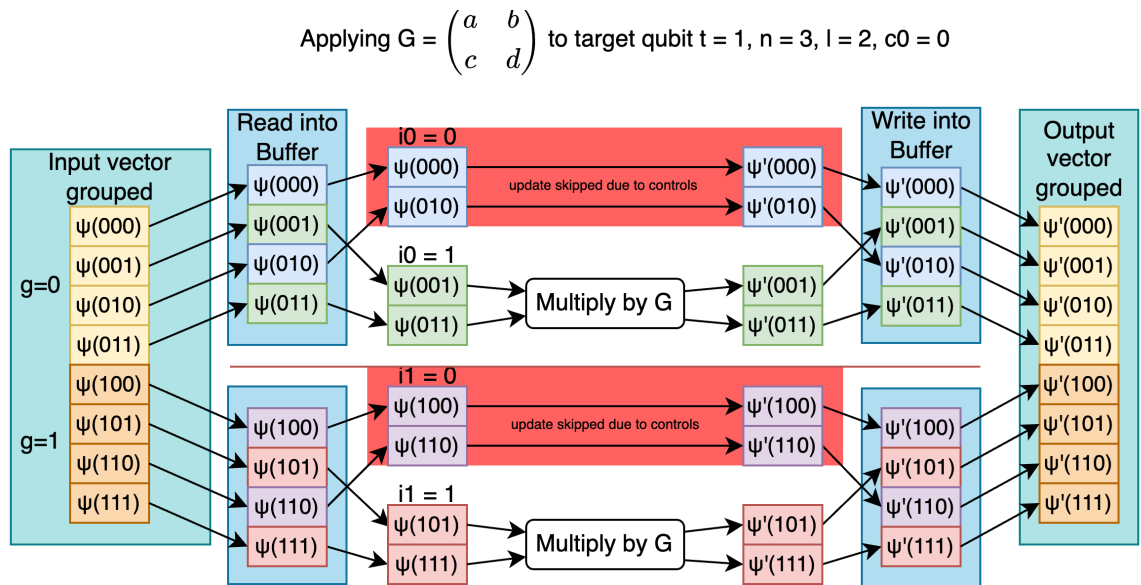 Applying G = (a b
c d) to target qubit t = 1, n = 3, l = 2, c0 = 0
Input vector
grouped
g=0
ψ(000)
ψ(001)
ψ(010)
ψ(011)
g=1
ψ(100)
ψ(101)
ψ(110)
ψ(111)
Read into
Buffer
ψ(000)
ψ(001)
ψ(010)
ψ(011)
i0 = 0
ψ(000)
ψ(010)
update skipped due to controls
ψ'(000)
ψ'(010)
i0 = 1
ψ(001)
ψ(011)
Multiply by G
ψ'(001)
ψ'(011)
Write into
Buffer
ψ'(000)
ψ'(001)
ψ'(010)
ψ'(011)
ψ(100)
ψ(101)
ψ(110)
ψ(111)
i1 = 0
ψ(100)
ψ(110)
update skipped due to controls
ψ'(100)
ψ'(110)
i1 = 1
ψ(101)
ψ(111)
Multiply by G
ψ'(101)
ψ'(111)
ψ'(100)
ψ'(101)
ψ'(110)
ψ'(111)
Output
vector
grouped
ψ'(000)
ψ'(001)
ψ'(010)
ψ'(011)
ψ'(100)
ψ'(101)
ψ'(110)
ψ'(111)